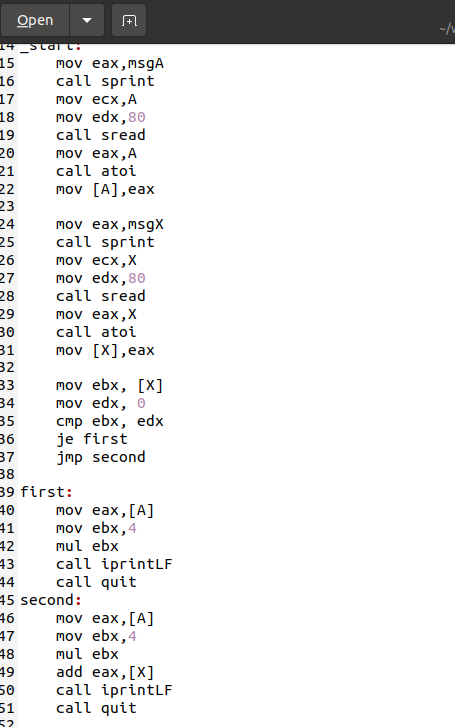 Open
~/w
14 _start:
15 mov eax,msgA
16 call sprint
17 mov ecx,A
18 mov edx,80
19 call sread
20 mov eax,A
21 call atoi
22 mov [A],eax
23
24 mov eax,msgX
25 call sprint
26 mov ecx,X
27 mov edx,80
28 call sread
29 mov eax,X
30 call atoi
31 mov [X],eax
32
33 mov ebx, [X]
34 mov edx, 0
35 cmp ebx, edx
36 je first
37 jmp second
38
39 first:
40 mov eax,[A]
41 mov ebx,4
42 mul ebx
43 call iprintLF
44 call quit
45 second:
46 mov eax,[A]
47 mov ebx,4
48 mul ebx
49 add eax,[X]
50 call iprintLF
51 call quit
52